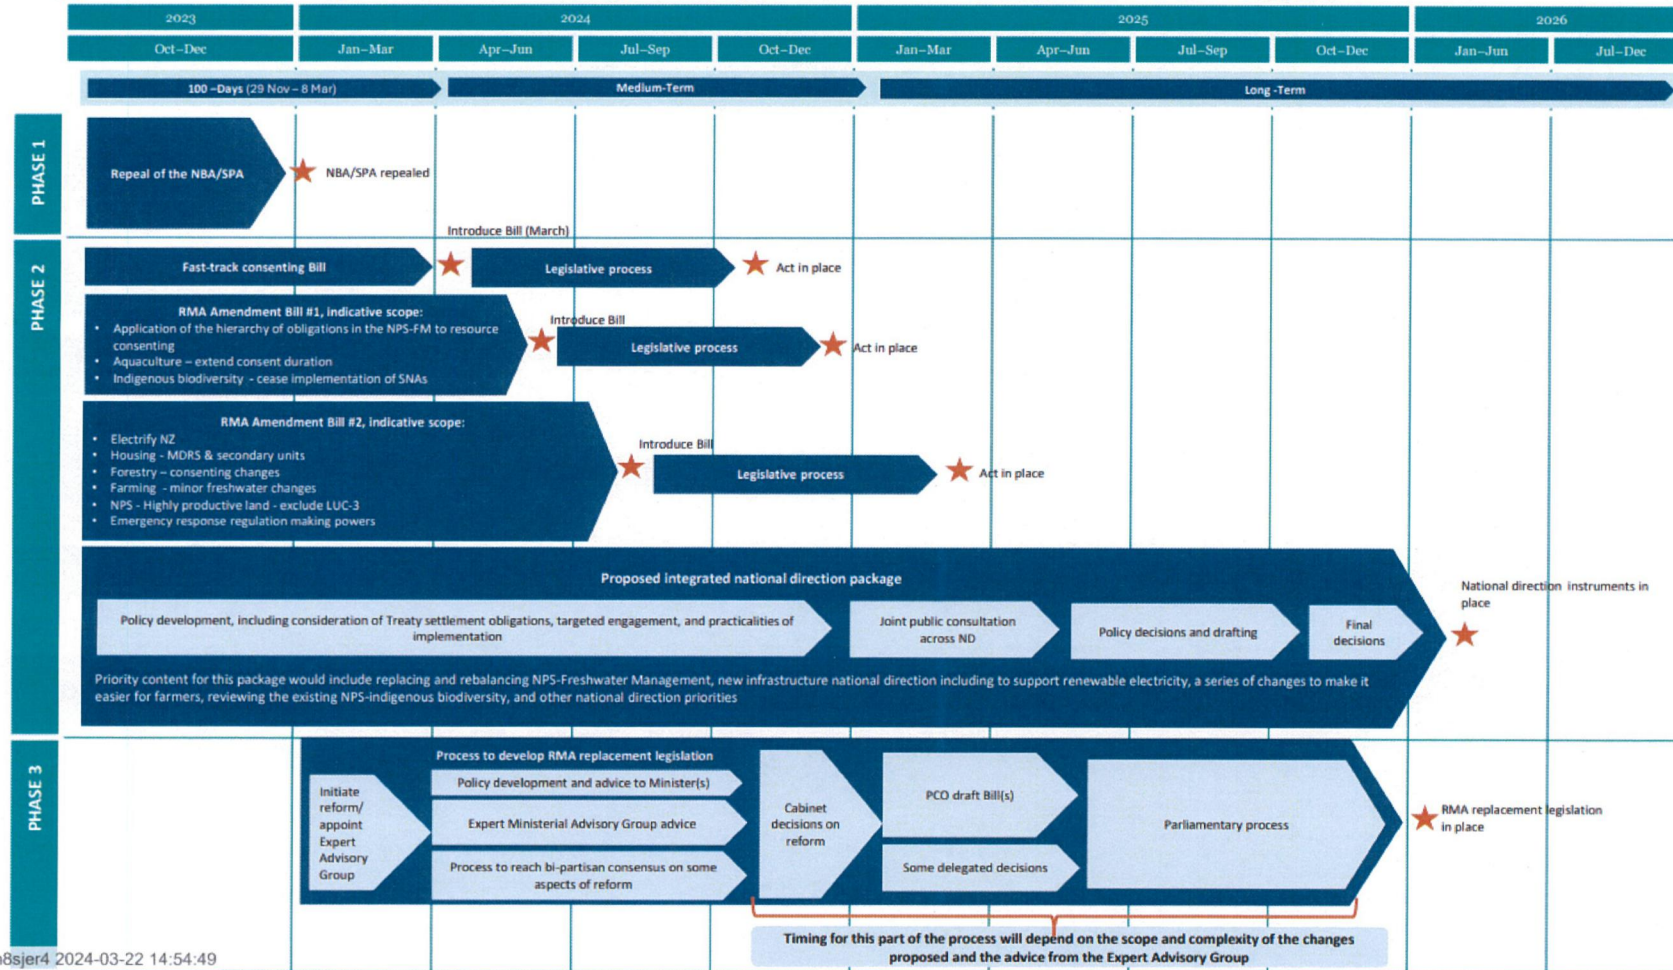 2023
2024
2025
2026
Oct–Dec
Jan–Mar
Apr–Jun
Jul–Sep
Oct–Dec
Jan–Mar
Apr–Jun
Jul–Sep
Oct–Dec
Jan–Jun
Jul–Dec
100 –Days (29 Nov – 8 Mar)
Medium-Term
Long -Term
PHASE 1
Repeal of the NBA/SPA
NBA/SPA repealed
PHASE 2
Introduce Bill (March)
Fast-track consenting Bill
Legislative process
Act in place
RMA Amendment Bill #1, indicative scope:
• Application of the hierarchy of obligations in the NPS-FM to resource
consenting
• Aquaculture – extend consent duration
• Indigenous biodiversity - cease implementation of SNAs
Introduce Bill
Legislative process
Act in place
RMA Amendment Bill #2, indicative scope:
• Electrify NZ
• Housing - MDRS & secondary units
• Forestry – consenting changes
• Farming - minor freshwater changes
• NPS - Highly productive land - exclude LUC-3
• Emergency response regulation making powers
Introduce Bill
Legislative process
Act in place
Proposed integrated national direction package
Policy development, including consideration of Treaty settlement obligations, targeted engagement, and practicalities of
implementation
Joint public consultation
across ND
Policy decisions and drafting
Final
decisions
National direction instruments in
place
Priority content for this package would include replacing and rebalancing NPS-Freshwater Management, new infrastructure national direction including to support renewable electricity, a series of changes to make it
easier for farmers, reviewing the existing NPS-indigenous biodiversity, and other national direction priorities
PHASE 3
Process to develop RMA replacement legislation
Initiate
reform/
appoint
Expert
Advisory
Group
Policy development and advice to Minister(s)
Expert Ministerial Advisory Group advice
Process to reach bi-partisan consensus on some
aspects of reform
Cabinet
decisions on
reform
PCO draft Bill(s)
Some delegated decisions
Parliamentary process
RMA replacement legislation
in place
Timing for this part of the process will depend on the scope and complexity of the changes
proposed and the advice from the Expert Advisory Group
8sjer4 2024-03-22 14:54:49